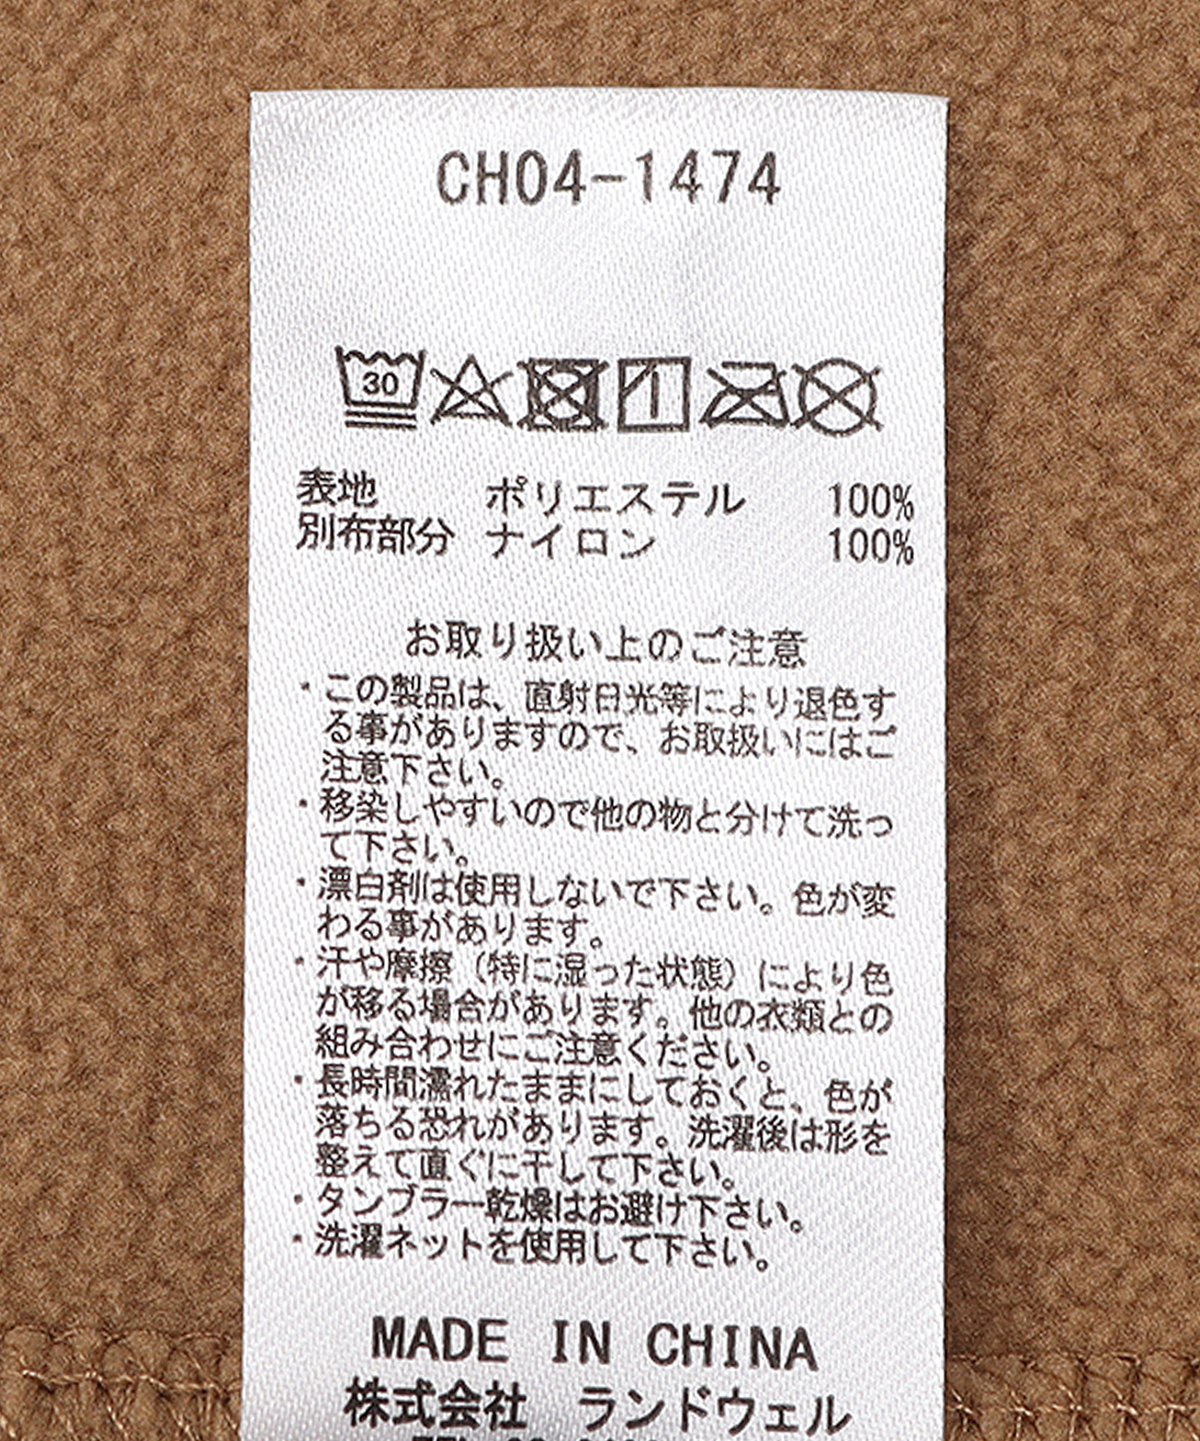 CH04-1474
30
表地 ポリエステル 100%
別布部分 ナイロン 100%
お取り扱い上のご注意
・この製品は、直射日光等により退色す
る事がありますので、お取扱いにはご
注意下さい。
・移染しやすいので他の物と分けて洗っ
て下さい。
・漂白剤は使用しないで下さい。色が変
わる事があります。
・汗や摩擦（特に湿った状態）により色
が移る場合があります。他の衣類との
組み合わせにご注意ください。
・長時間濡れたままにしておくと、色が
落ちる恐れがあります。洗濯後は形を
整えて直ぐに干して下さい。
・タンブラー乾燥はお避け下さい。
・洗濯ネットを使用して下さい。
MADE IN CHINA
株式会社 ランドウェル